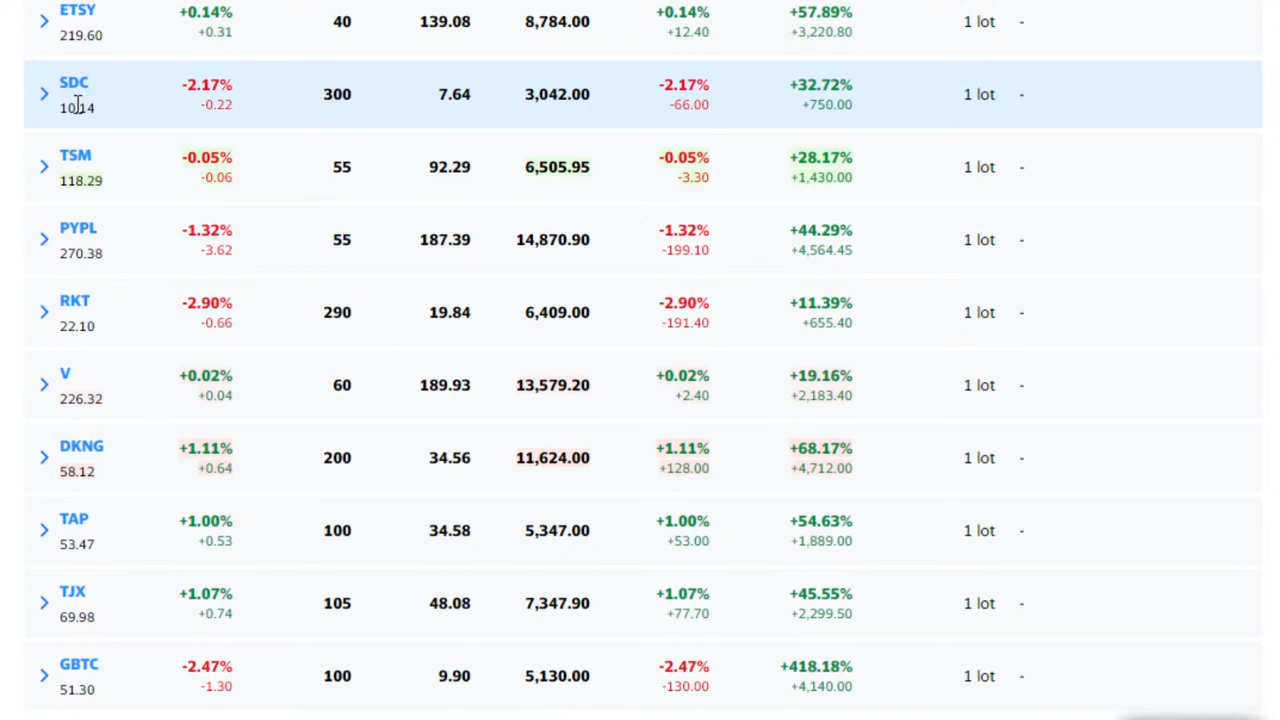 ETSY +0.14% 40 139.08 8,784.00 +0.14% +57.89% 1 lot -
219.60 +0.31 +12.40 +3,220.80
SDC -2.17% 300 7.64 3,042.00 -2.17% +32.72% 1 lot -
10.14 -0.22 -66.00 +750.00
TSM -0.05% 55 92.29 6,505.95 -0.05% +28.17% 1 lot -
118.29 -0.06 -3.30 +1,430.00
PYPL -1.32% 55 187.39 14,870.90 -1.32% +44.29% 1 lot -
270.38 -3.62 -199.10 +4,564.45
RKT -2.90% 290 19.84 6,409.00 -2.90% +11.39% 1 lot -
22.10 -0.66 -191.40 +655.40
V +0.02% 60 189.93 13,579.20 +0.02% +19.16% 1 lot -
226.32 +0.04 +2.40 +2,183.40
DKNG +1.11% 200 34.56 11,624.00 +1.11% +68.17% 1 lot -
58.12 +0.64 +128.00 +4,712.00
TAP +1.00% 100 34.58 5,347.00 +1.00% +54.63% 1 lot -
53.47 +0.53 +53.00 +1,889.00
TJX +1.07% 105 48.08 7,347.90 +1.07% +45.55% 1 lot -
69.98 +0.74 +77.70 +2,299.50
GBTC -2.47% 100 9.90 5,130.00 -2.47% +418.18% 1 lot -
51.30 -1.30 -130.00 +4,140.00